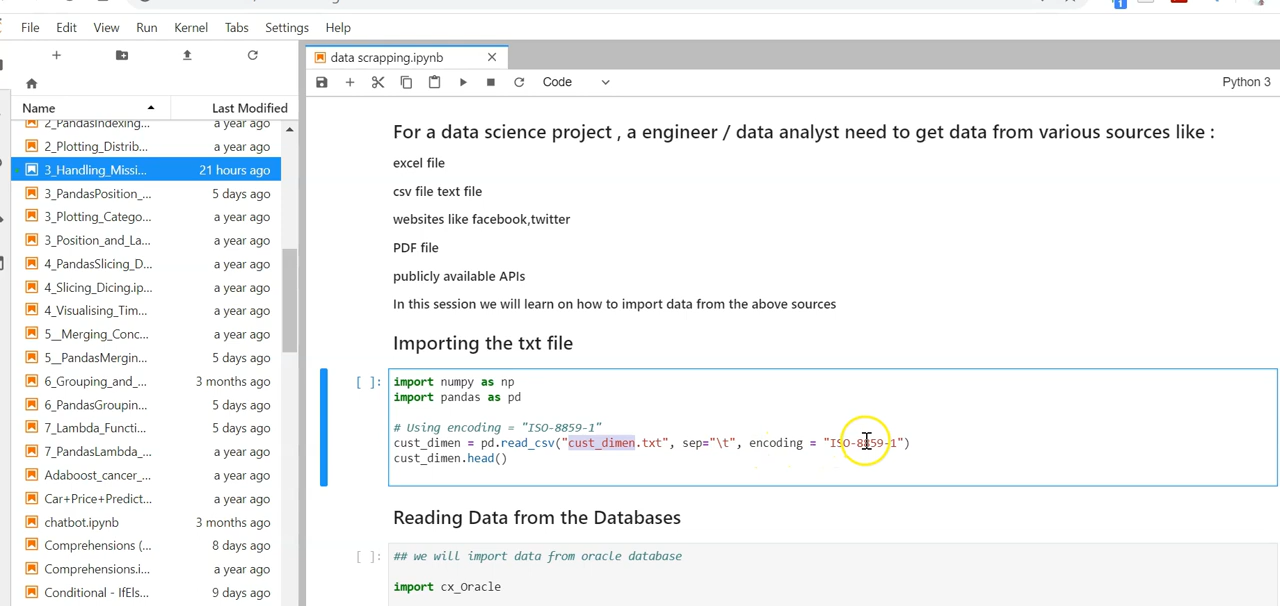 File Edit View Run Kernel Tabs Settings Help
data scrapping.ipynb
Code
Python 3
Name Last Modified
2_PandasIndexing... a year ago
2_Plotting_Distrib... a year ago
3_Handling_Missi... 21 hours ago
3_PandasPosition_... 5 days ago
3_Plotting_Catego... a year ago
3_Position_and_La... a year ago
4_PandasSlicing_D... a year ago
4_Slicing_Dicing.ip... a year ago
4_Visualising_Tim... a year ago
5__Merging_Conc... a year ago
5__PandasMergin... 5 days ago
6_Grouping_and_... 3 months ago
6_PandasGroupin... 5 days ago
7_Lambda_Functi... 5 days ago
7_PandasLambda_... a year ago
Adaboost_cancer_... a year ago
Car+Price+Predict... a year ago
chatbot.ipynb 3 months ago
Comprehensions (... 8 days ago
Comprehensions.i... a year ago
Conditional - IfEls... 9 days ago
For a data science project , a engineer / data analyst need to get data from various sources like :
excel file
csv file text file
websites like facebook,twitter
PDF file
publicly available APIs
In this session we will learn on how to import data from the above sources
Importing the txt file
[ ]: import numpy as np
import pandas as pd
# Using encoding = "ISO-8859-1"
cust_dimen = pd.read_csv("cust_dimen.txt", sep="\t", encoding = "ISO-8859-1")
cust_dimen.head()
Reading Data from the Databases
[ ]: ## we will import data from oracle database
import cx_Oracle